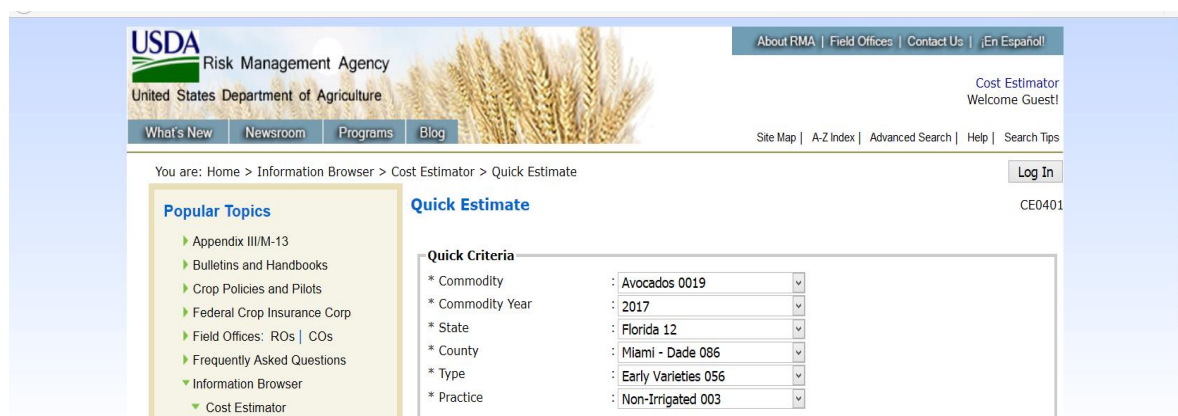 USDA
Risk Management Agency
United States Department of Agriculture
About RMA | Field Offices | Contact Us | ¡En Español!
Cost Estimator
Welcome Guest!
What's New Newsroom Programs Blog
Site Map | A-Z Index | Advanced Search | Help | Search Tips
You are: Home > Information Browser > Cost Estimator > Quick Estimate
Log In
Popular Topics
Appendix III/M-13
Bulletins and Handbooks
Crop Policies and Pilots
Federal Crop Insurance Corp
Field Offices: ROs | COs
Frequently Asked Questions
Information Browser
Cost Estimator
Quick Estimate
CE0401
Quick Criteria
* Commodity : Avocados 0019
* Commodity Year : 2017
* State : Florida 12
* County : Miami - Dade 086
* Type : Early Varieties 056
* Practice : Non-Irrigated 003